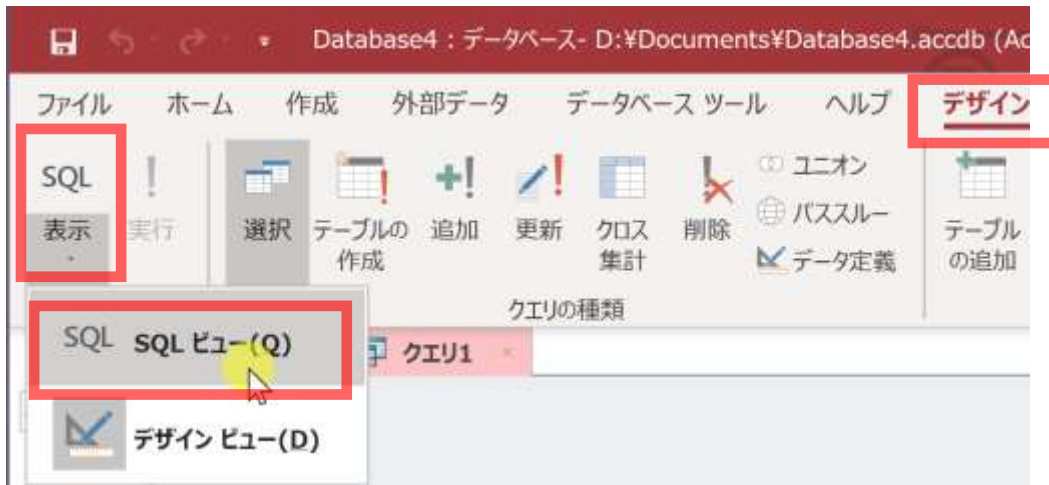 Database4 : データベース- D:¥Documents¥Database4.accdb (Ac
ファイル ホーム 作成 外部データ データベース ツール ヘルプ デザイン
SQL
表示 実行 選択 テーブルの作成 追加 更新 クロス集計 削除 テーブルの追加
ユニオン
パススルー
データ定義
クエリの種類
SQL SQL ビュー(Q)
クエリ1
デザイン ビュー(D)